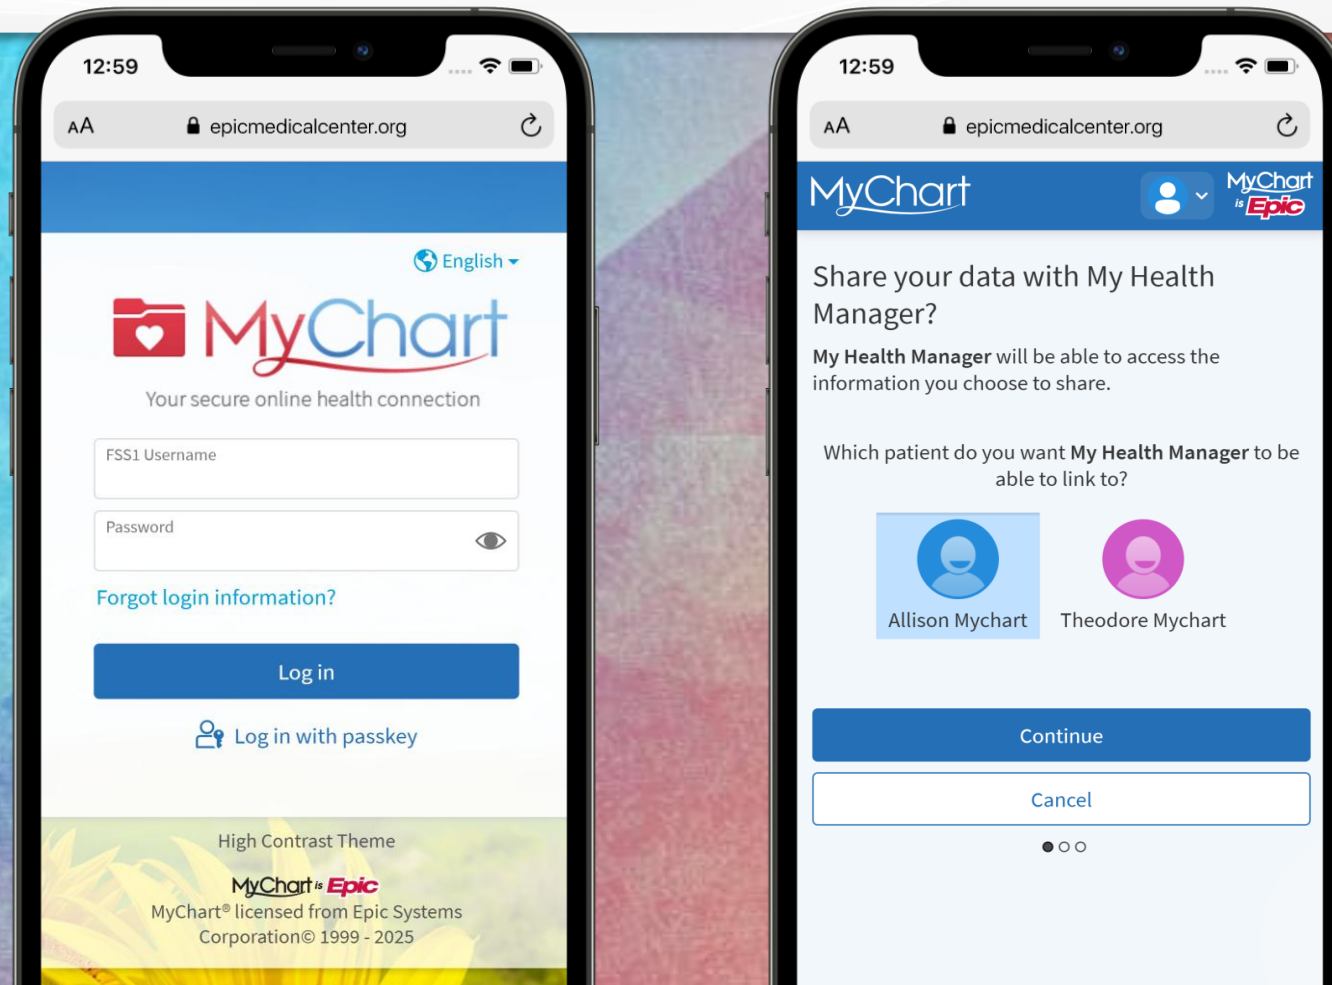 12:59
AA epicmedicalcenter.org
English
MyChart
Your secure online health connection
FSS1 Username
Password
Forgot login information?
Log in
Log in with passkey
High Contrast Theme
MyChart is Epic
MyChart® licensed from Epic Systems
Corporation© 1999 - 2025
12:59
AA epicmedicalcenter.org
MyChart
MyChart
is Epic
Share your data with My Health
Manager?
My Health Manager will be able to access the
information you choose to share.
Which patient do you want My Health Manager to be
able to link to?
Allison Mychart Theodore Mychart
Continue
Cancel